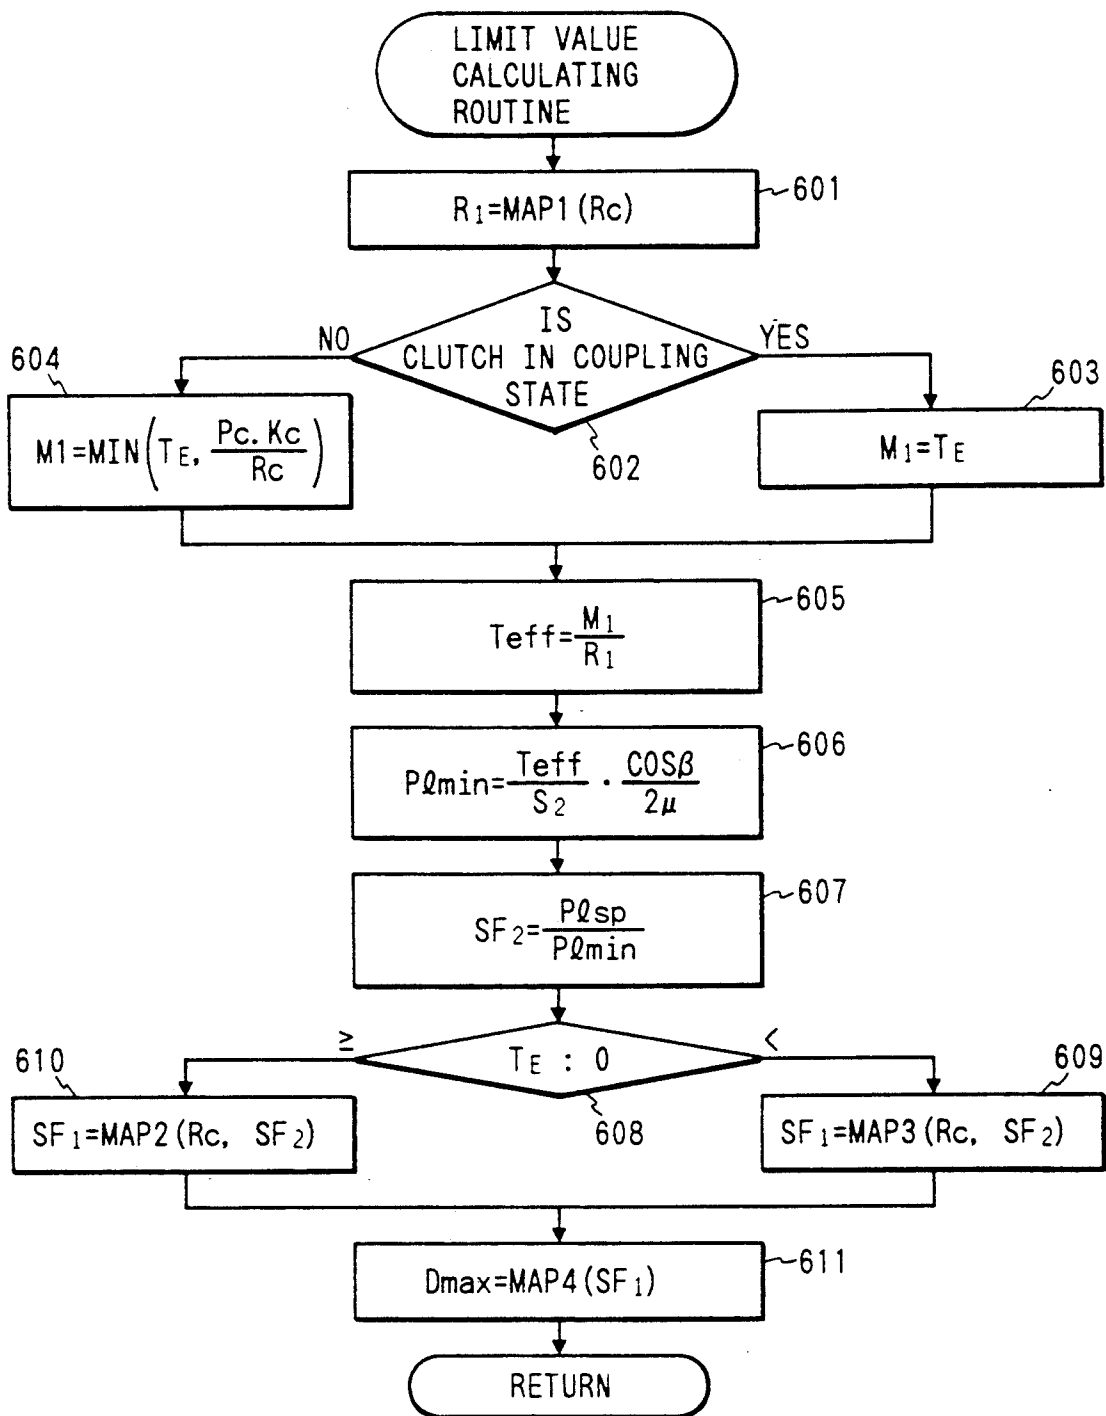 LIMIT VALUE
CALCULATING
ROUTINE
R1=MAP1(Rc)
601
IS
CLUTCH IN COUPLING
STATE
NO
YES
602
604
M1=MIN(TE, Pc.Kc/Rc)
603
M1=TE
Teff=M1/R1
605
Pℓmin=Teff/S2 · COSβ/2μ
606
SF2=Pℓsp/Pℓmin
607
≥
TE : 0
<
608
610
SF1=MAP2(Rc, SF2)
609
SF1=MAP3(Rc, SF2)
Dmax=MAP4(SF1)
611
RETURN